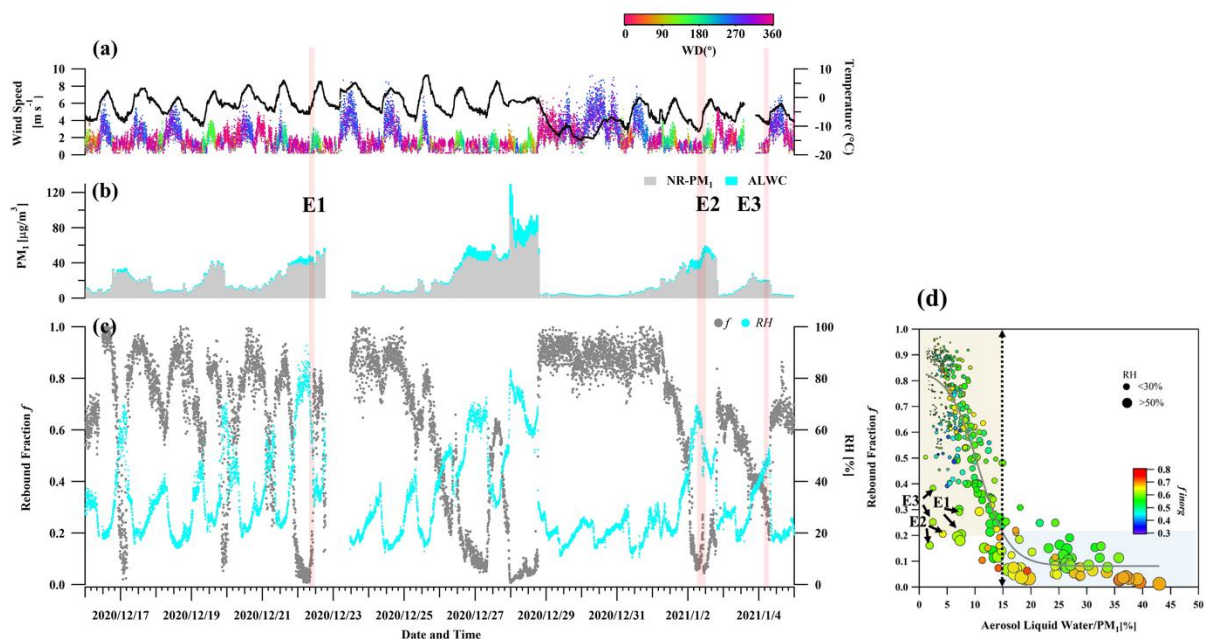 0 90 180 270 360
WD(°)
(a)
Wind Speed
[m s⁻¹]
10
8
6
4
2
0
10
0
-10
-20
Temperature (°C)
(b)
NR-PM₁ ALWC
E1
E2
E3
PM₁ [µg/m³]
120
80
40
0
(c)
f RH
Rebound Fraction f
1.0
0.8
0.6
0.4
0.2
0.0
100
80
60
40
20
0
RH [%]
2020/12/17 2020/12/19 2020/12/21 2020/12/23 2020/12/25 2020/12/27 2020/12/29 2020/12/31 2021/1/2 2021/1/4
Date and Time
(d)
Rebound Fraction f
1.0
0.9
0.8
0.7
0.6
0.5
0.4
0.3
0.2
0.1
0.0
RH
<30%
>50%
0.8
0.7
0.6
0.5
0.4
0.3
f inorg
E3
E1
E2
0 5 10 15 20 25 30 35 40 45 50
Aerosol Liquid Water/PM₁[%]